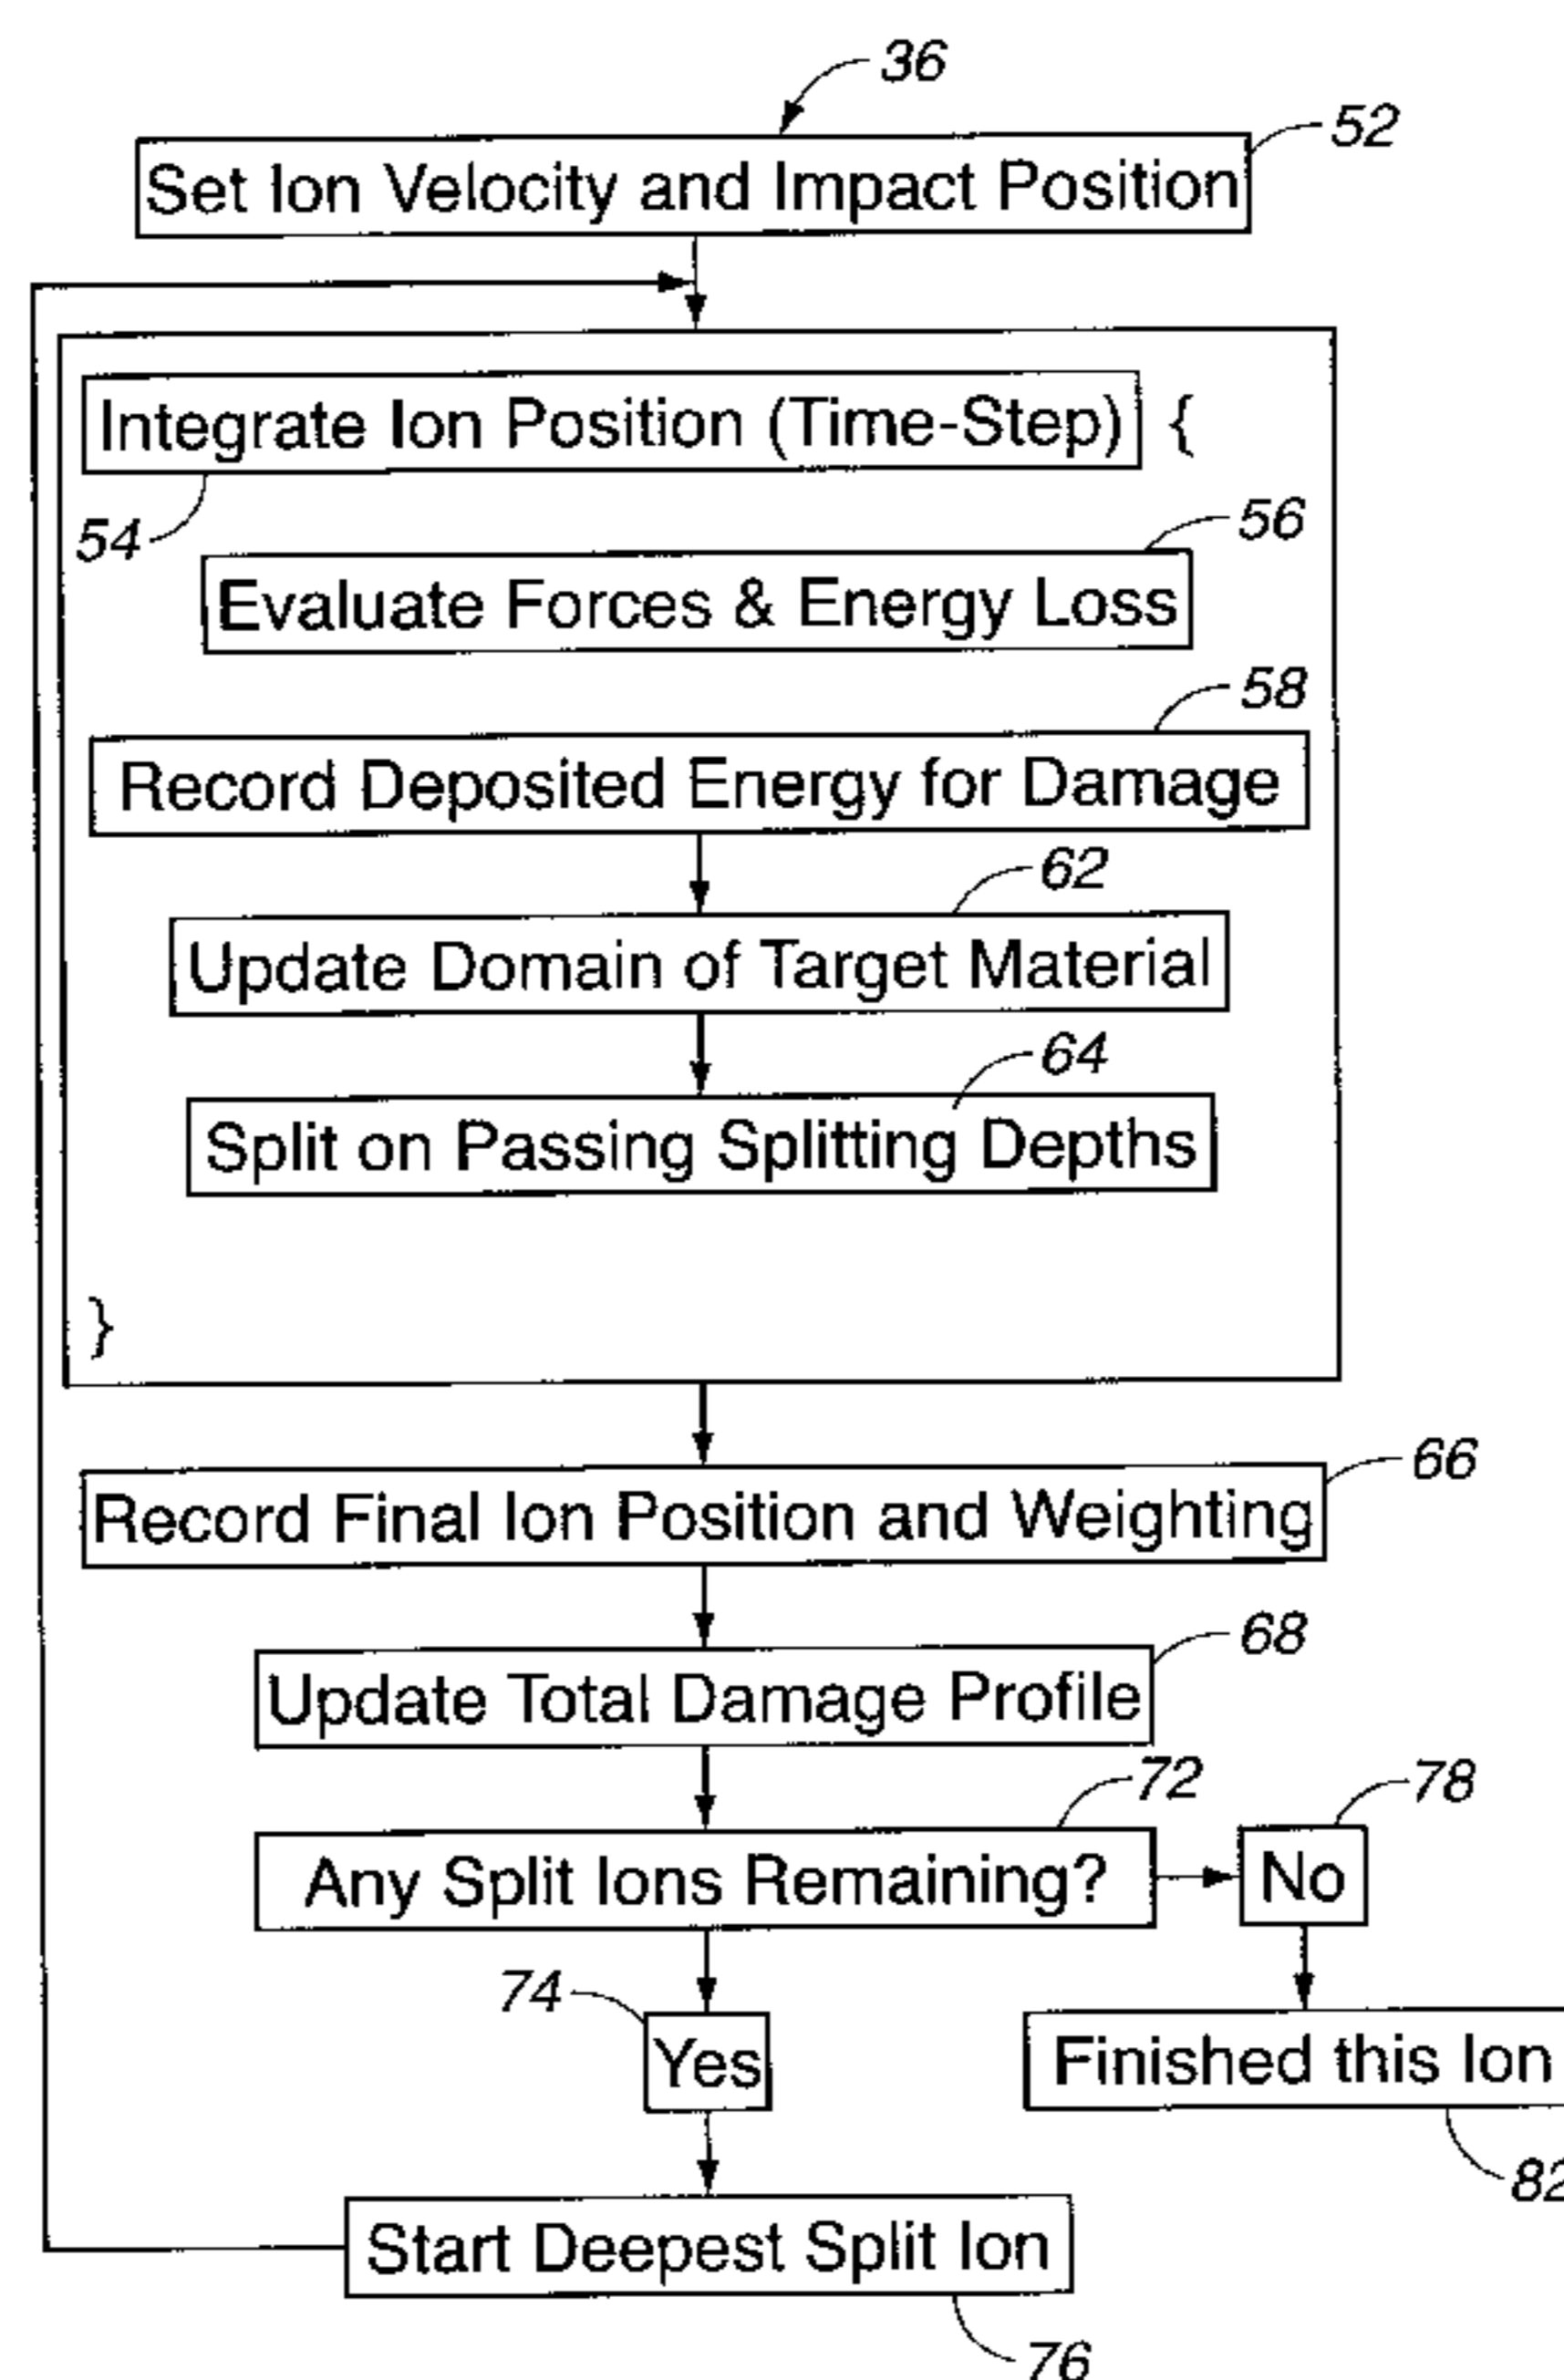 36
52
Set Ion Velocity and Impact Position
Integrate Ion Position (Time-Step) {
54
56
Evaluate Forces & Energy Loss
58
Record Deposited Energy for Damage
62
Update Domain of Target Material
64
Split on Passing Splitting Depths
}
66
Record Final Ion Position and Weighting
68
Update Total Damage Profile
72
78
Any Split Ions Remaining?
No
74
Yes
Finished this Ion
82
Start Deepest Split Ion
76